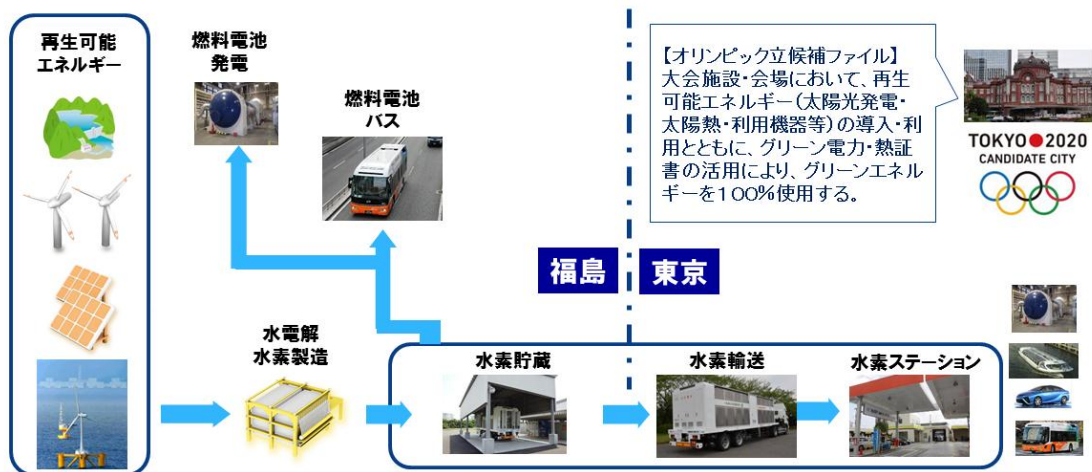 再生可能
エネルギー
燃料電池
発電
燃料電池
バス
【オリンピック立候補ファイル】
大会施設・会場において、再生
可能エネルギー（太陽光発電・
太陽熱・利用機器等）の導入・利
用とともに、グリーン電力・熱証
書の活用により、グリーンエネル
ギーを１００％使用する。
TOKYO 2020
CANDIDATE CITY
福島
東京
水電解
水素製造
水素貯蔵
水素輸送
水素ステーション